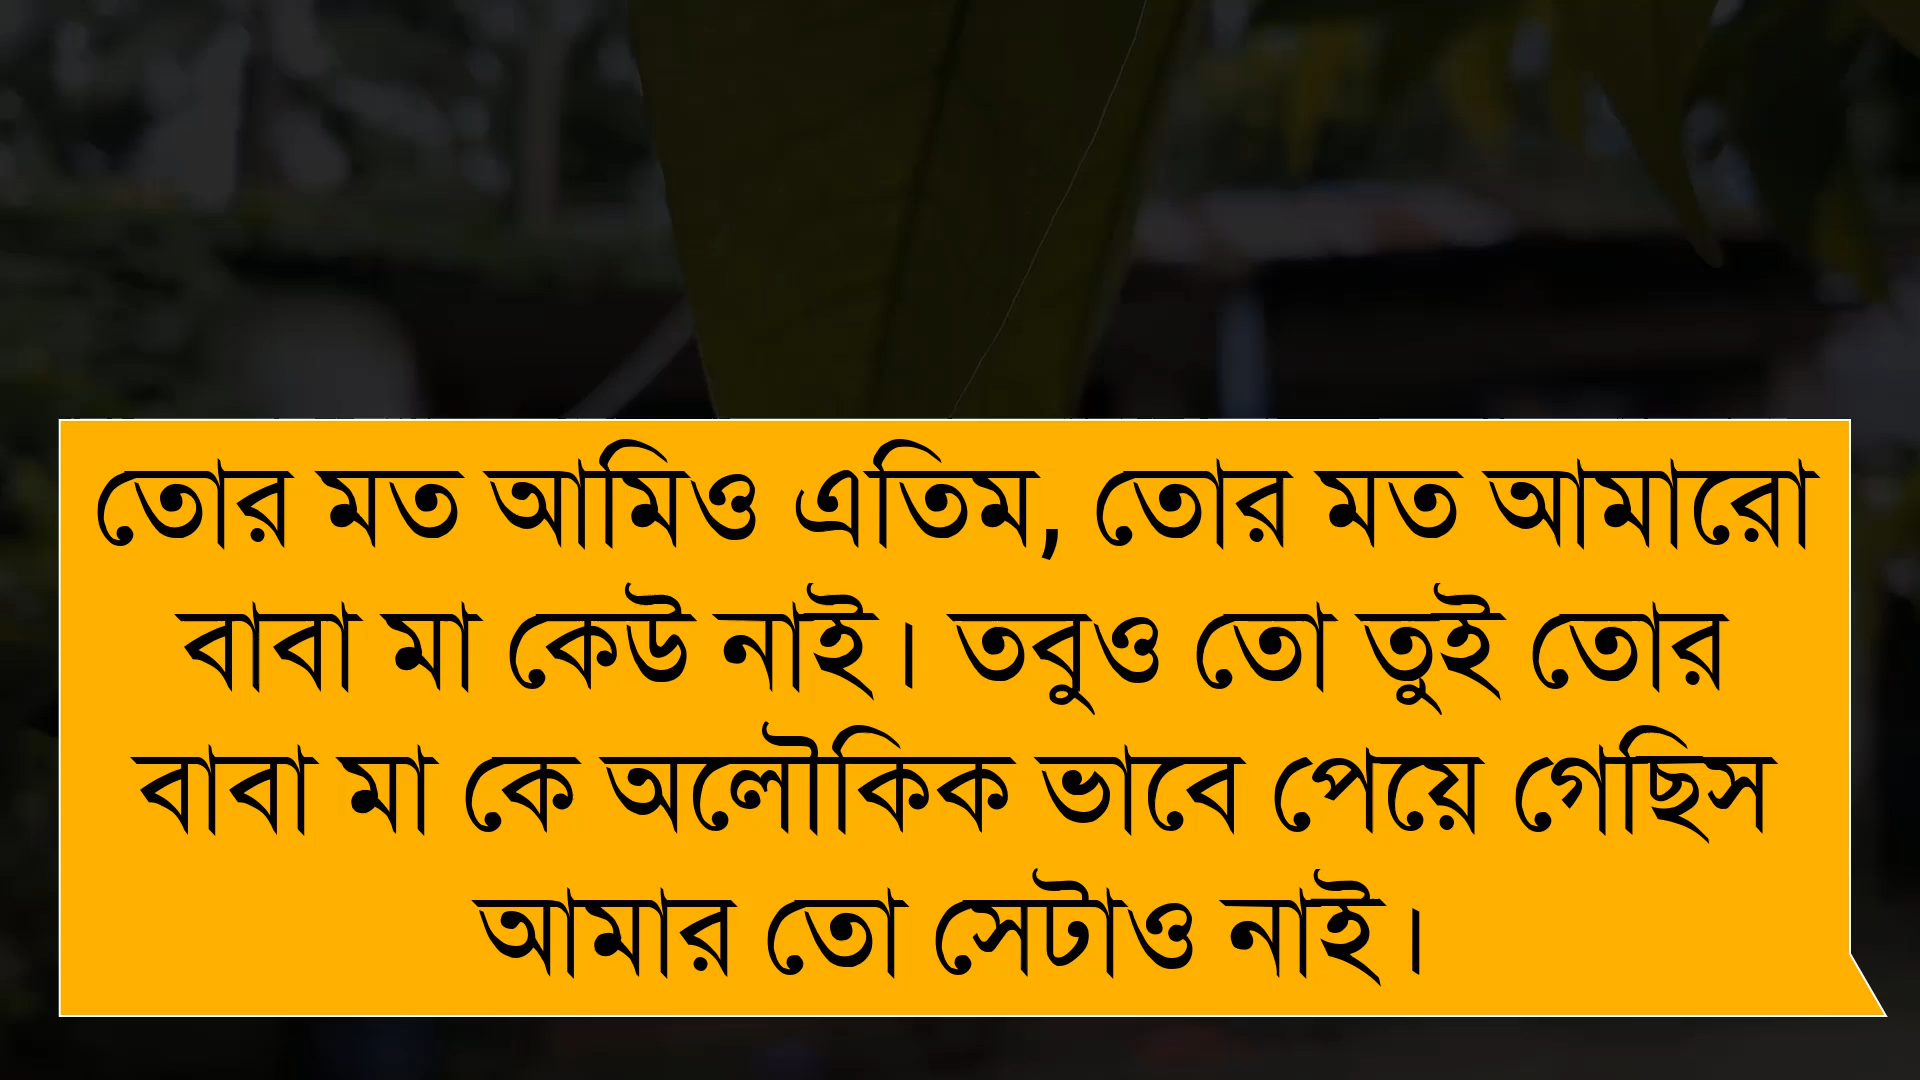 তোর মত আমিও এতিম, তোর মত আমারো
বাবা মা কেউ নাই। তবুও তো তুই তোর
বাবা মা কে অলৌকিক ভাবে পেয়ে গেছিস
আমার তো সেটাও নাই।